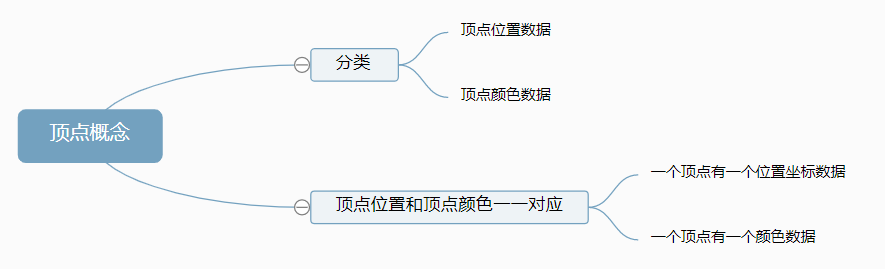 顶点概念
分类
顶点位置数据
顶点颜色数据
顶点位置和顶点颜色一一对应
一个顶点有一个位置坐标数据
一个顶点有一个颜色数据